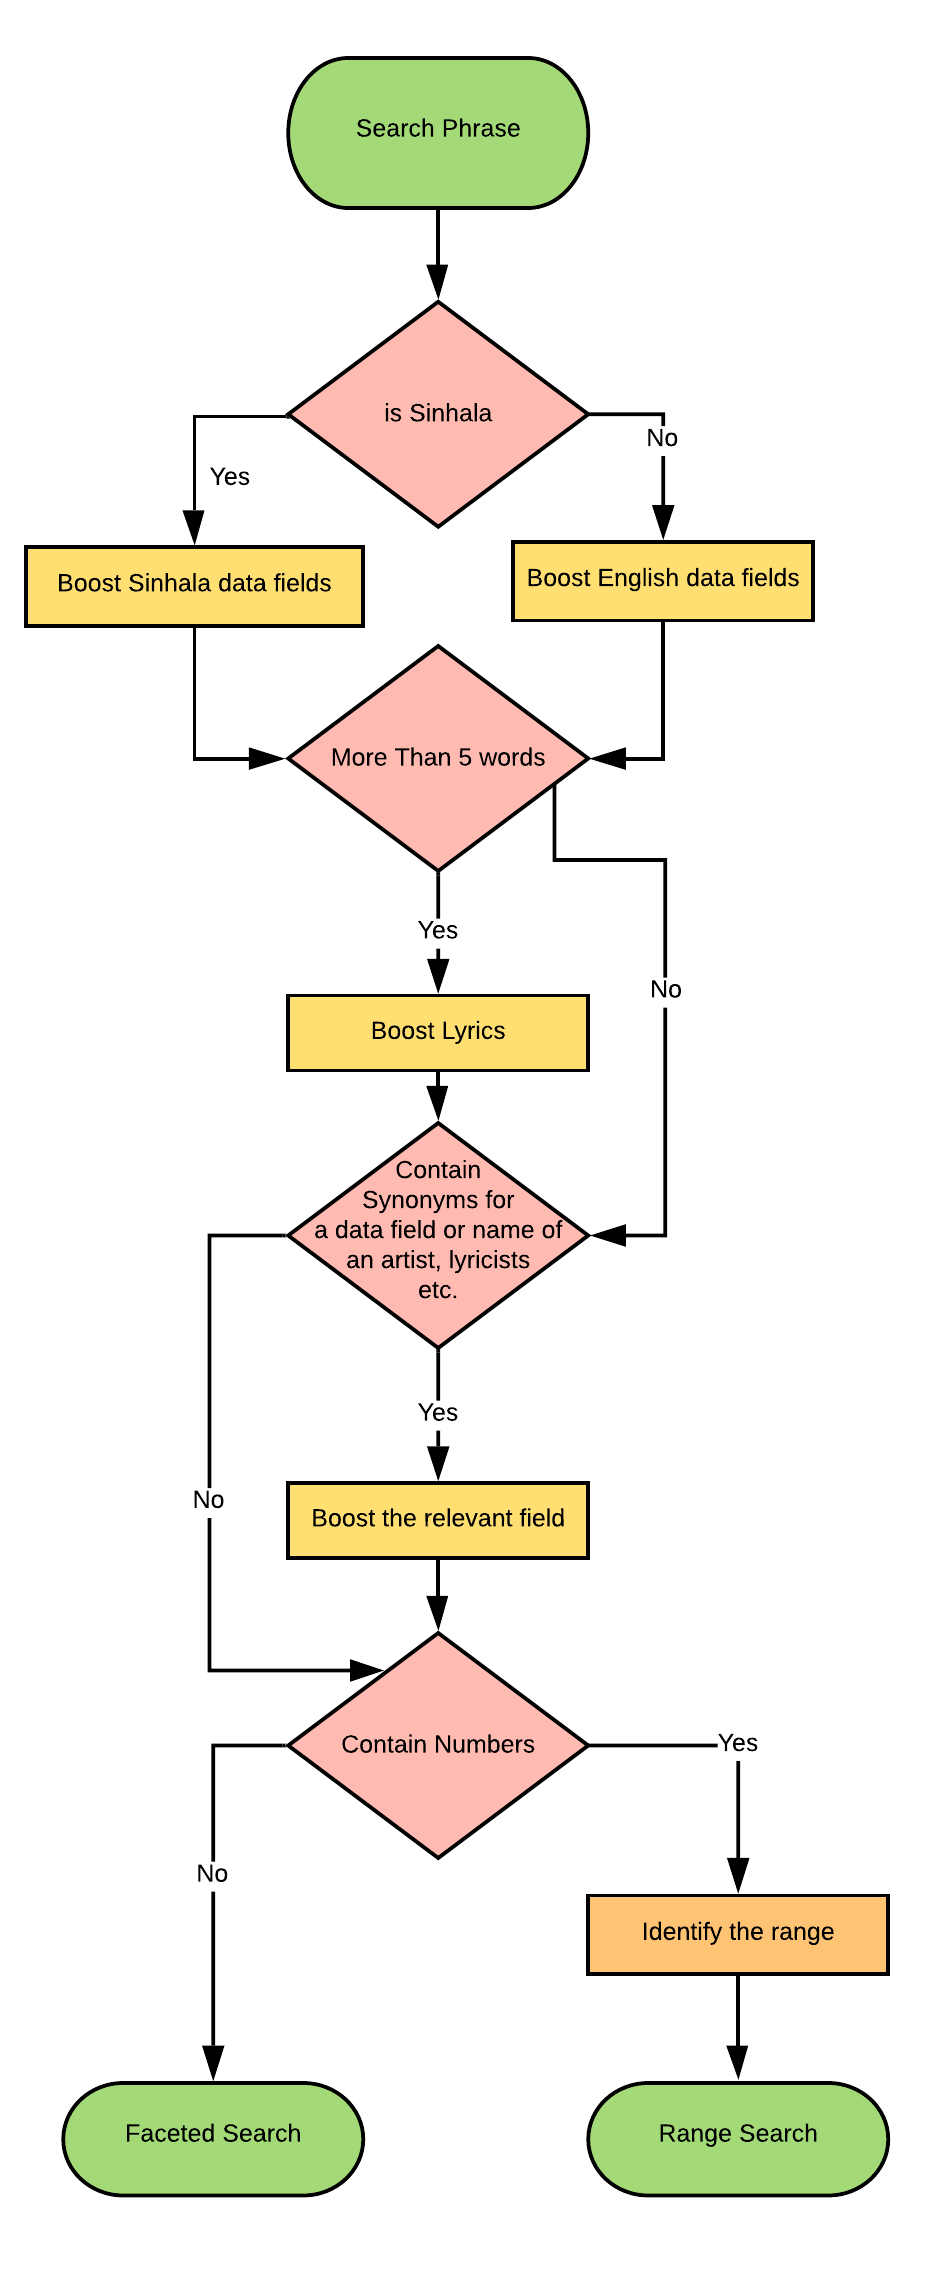 Search Phrase
is Sinhala
Yes
No
Boost Sinhala data fields
Boost English data fields
More Than 5 words
Yes
No
Boost Lyrics
Contain
Synonyms for
a data field or name of
an artist, lyricists
etc.
Yes
No
Boost the relevant field
Contain Numbers
Yes
No
Identify the range
Faceted Search
Range Search